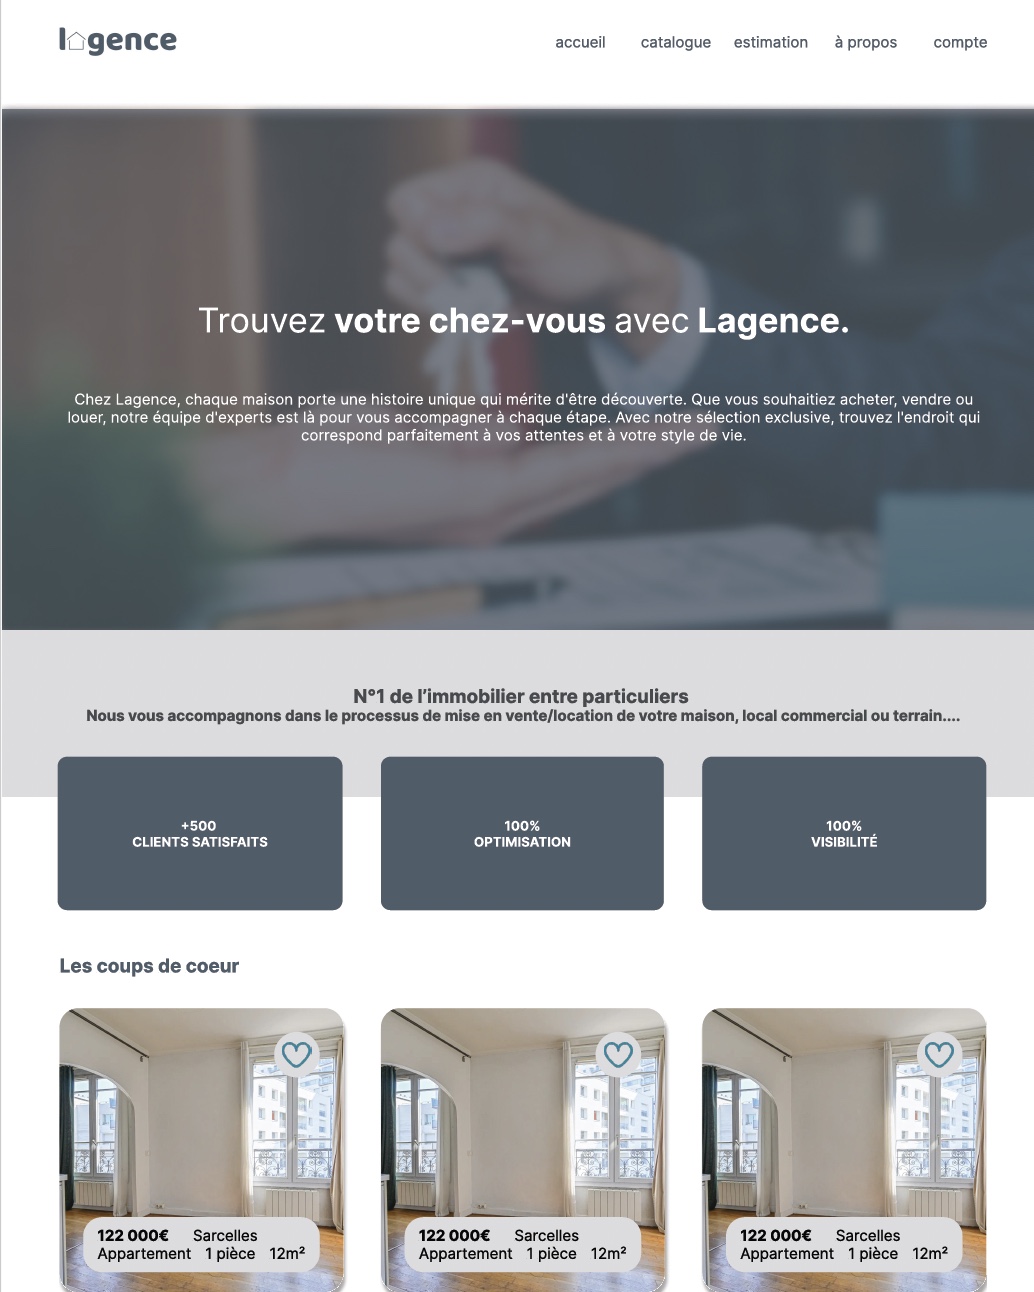 lagence
accueil catalogue estimation à propos compte
Trouvez votre chez-vous avec Lagence.
Chez Lagence, chaque maison porte une histoire unique qui mérite d'être découverte. Que vous souhaitiez acheter, vendre ou
louer, notre équipe d'experts est là pour vous accompagner à chaque étape. Avec notre sélection exclusive, trouvez l'endroit qui
correspond parfaitement à vos attentes et à votre style de vie.
N°1 de l’immobilier entre particuliers
Nous vous accompagnons dans le processus de mise en vente/location de votre maison, local commercial ou terrain....
+500
CLIENTS SATISFAITS
100%
OPTIMISATION
100%
VISIBILITÉ
Les coups de coeur
122 000€ Sarcelles
Appartement 1 pièce 12m²
122 000€ Sarcelles
Appartement 1 pièce 12m²
122 000€ Sarcelles
Appartement 1 pièce 12m²